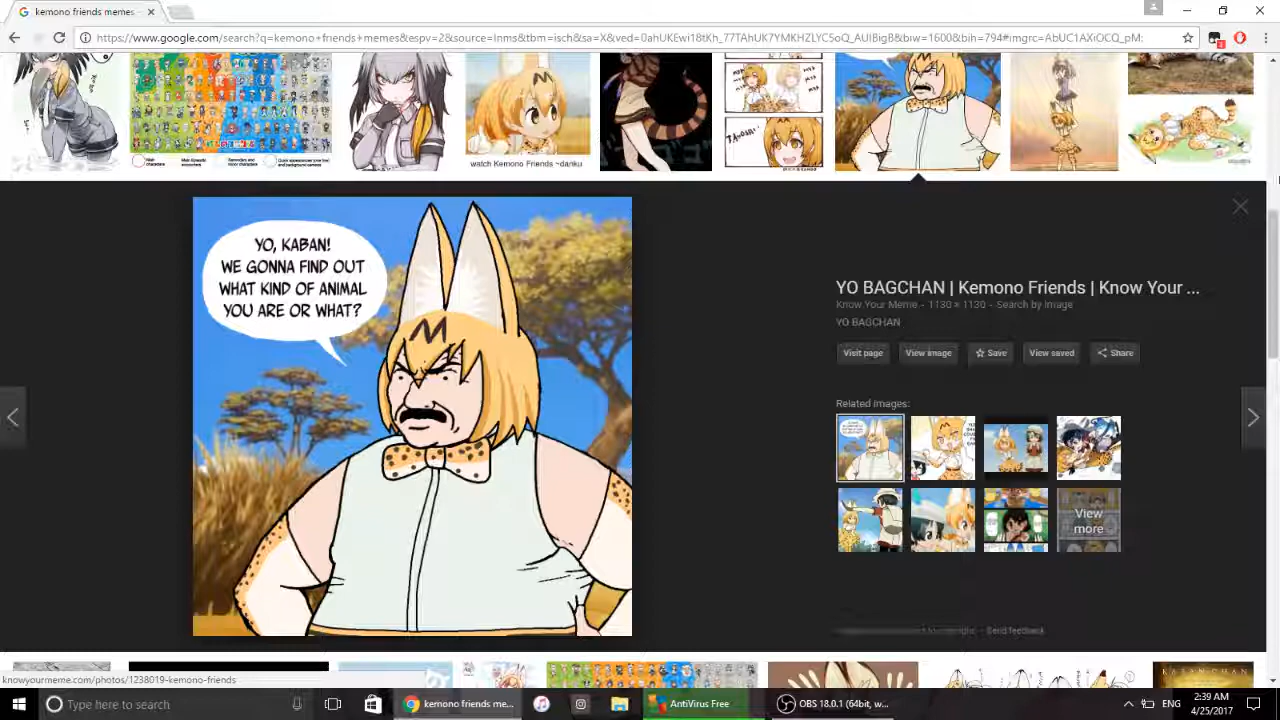 kemono friends memes -
https://www.google.com/search?q=kemono+friends+memes&espv=2&source=lnms&tbm=isch&sa=X&ved=0ahUKEwi18tKh_77TAhUK7YMKHZLYC5oQ_AUIBigB&biw=1600&bih=794#imgrc=AbUC1AXiOCQ_pM:
watch Kemono Friends ~danku
YO, KABAN!
WE GONNA FIND OUT
WHAT KIND OF ANIMAL
YOU ARE OR WHAT?
YO BAGCHAN | Kemono Friends | Know Your ...
Know Your Meme - 1130 × 1130 - Search by image
YO BAGCHAN
Visit page
View image
Save
View saved
Share
Related images:
View
more
Send feedback
knowyourmeme.com/photos/1238019-kemono-friends
Type here to search
kemono friends me...
AntiVirus Free
OBS 18.0.1 (64bit, w...
ENG
2:39 AM
4/25/2017